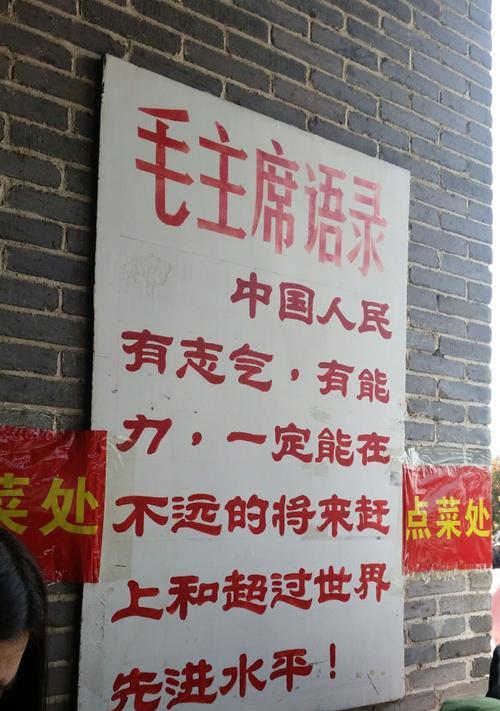 毛主席语录
中国人民
有志气，有能
力，一定能在
不远的将来赶
上和超过世界
先进水平！
菜处
点菜处